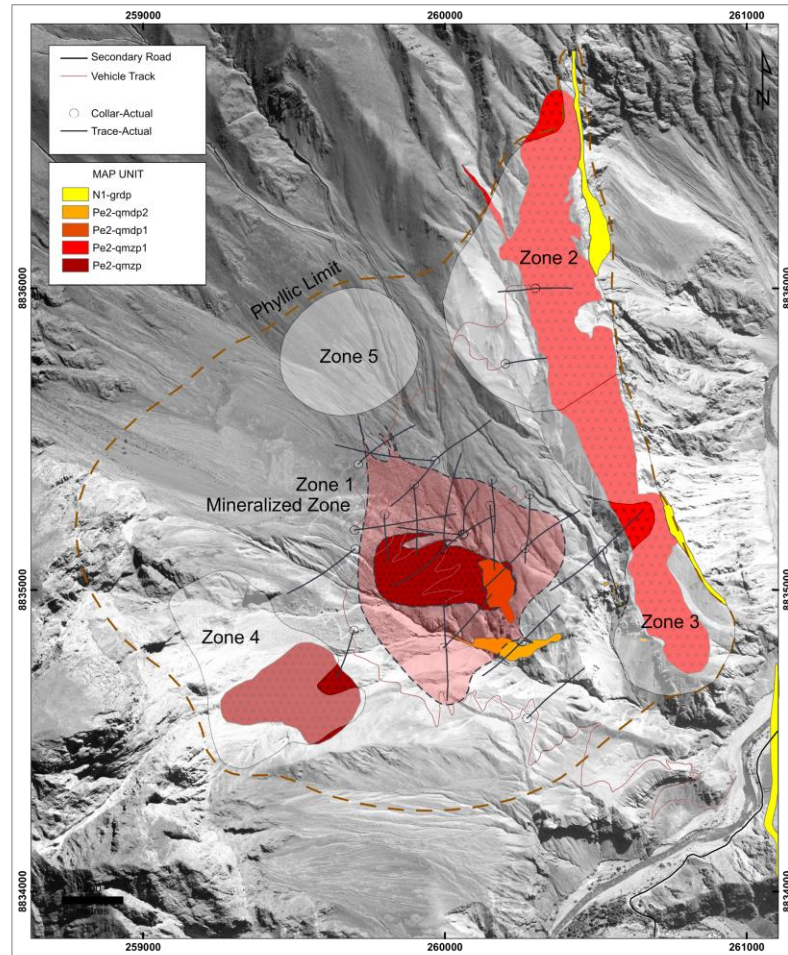 259000
260000
261000
Secondary Road
Vehicle Track
Collar-Actual
Trace-Actual
N
MAP UNIT
N1-grdp
Pe2-qmdp2
Pe2-qmdp1
Pe2-qmzp1
Pe2-qmzp
8836000
8836000
Zone 2
Phyllic Limit
Zone 5
Zone 1
Mineralized Zone
8835000
8835000
Zone 4
Zone 3
8834000
8834000
259000
260000
261000